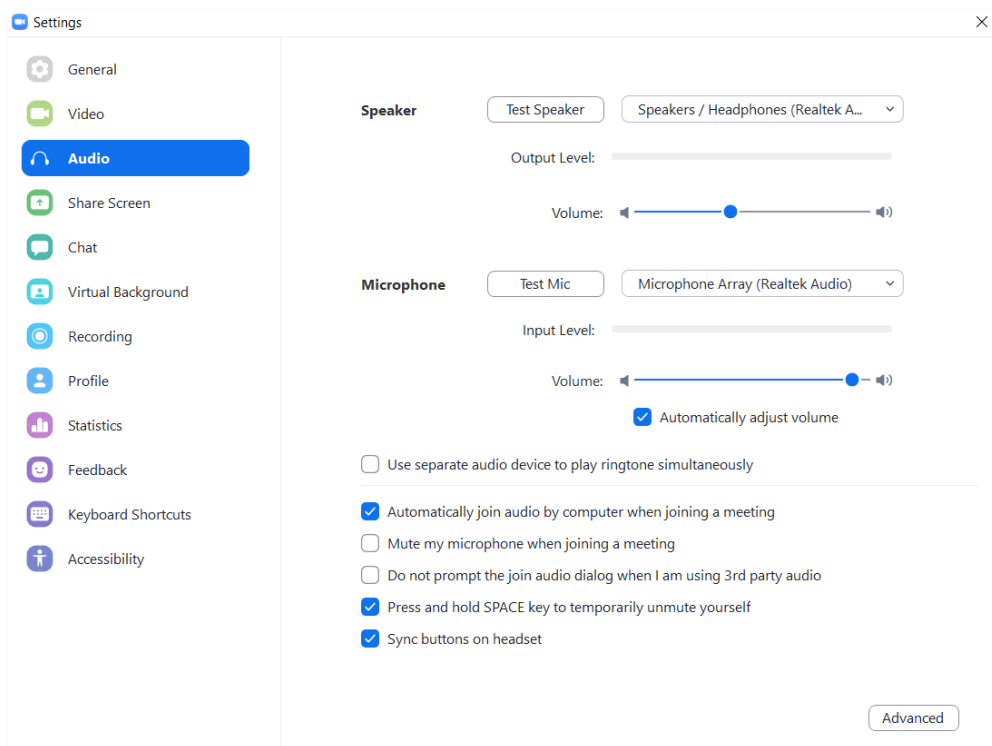 Settings
General
Video
Audio
Share Screen
Chat
Virtual Background
Recording
Profile
Statistics
Feedback
Keyboard Shortcuts
Accessibility
Speaker Test Speaker Speakers / Headphones (Realtek A...
Output Level:
Volume:
Microphone Test Mic Microphone Array (Realtek Audio)
Input Level:
Volume:
Automatically adjust volume
Use separate audio device to play ringtone simultaneously
Automatically join audio by computer when joining a meeting
Mute my microphone when joining a meeting
Do not prompt the join audio dialog when I am using 3rd party audio
Press and hold SPACE key to temporarily unmute yourself
Sync buttons on headset
Advanced